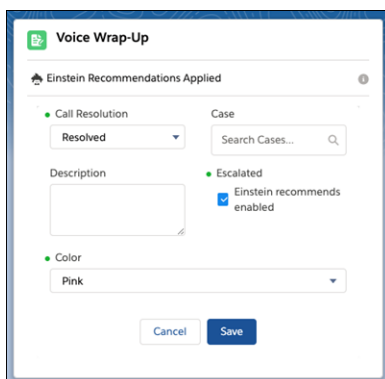 Voice Wrap-Up
Einstein Recommendations Applied
Call Resolution
Case
Resolved
Search Cases...
Description
Escalated
Einstein recommends
enabled
Color
Pink
Cancel
Save